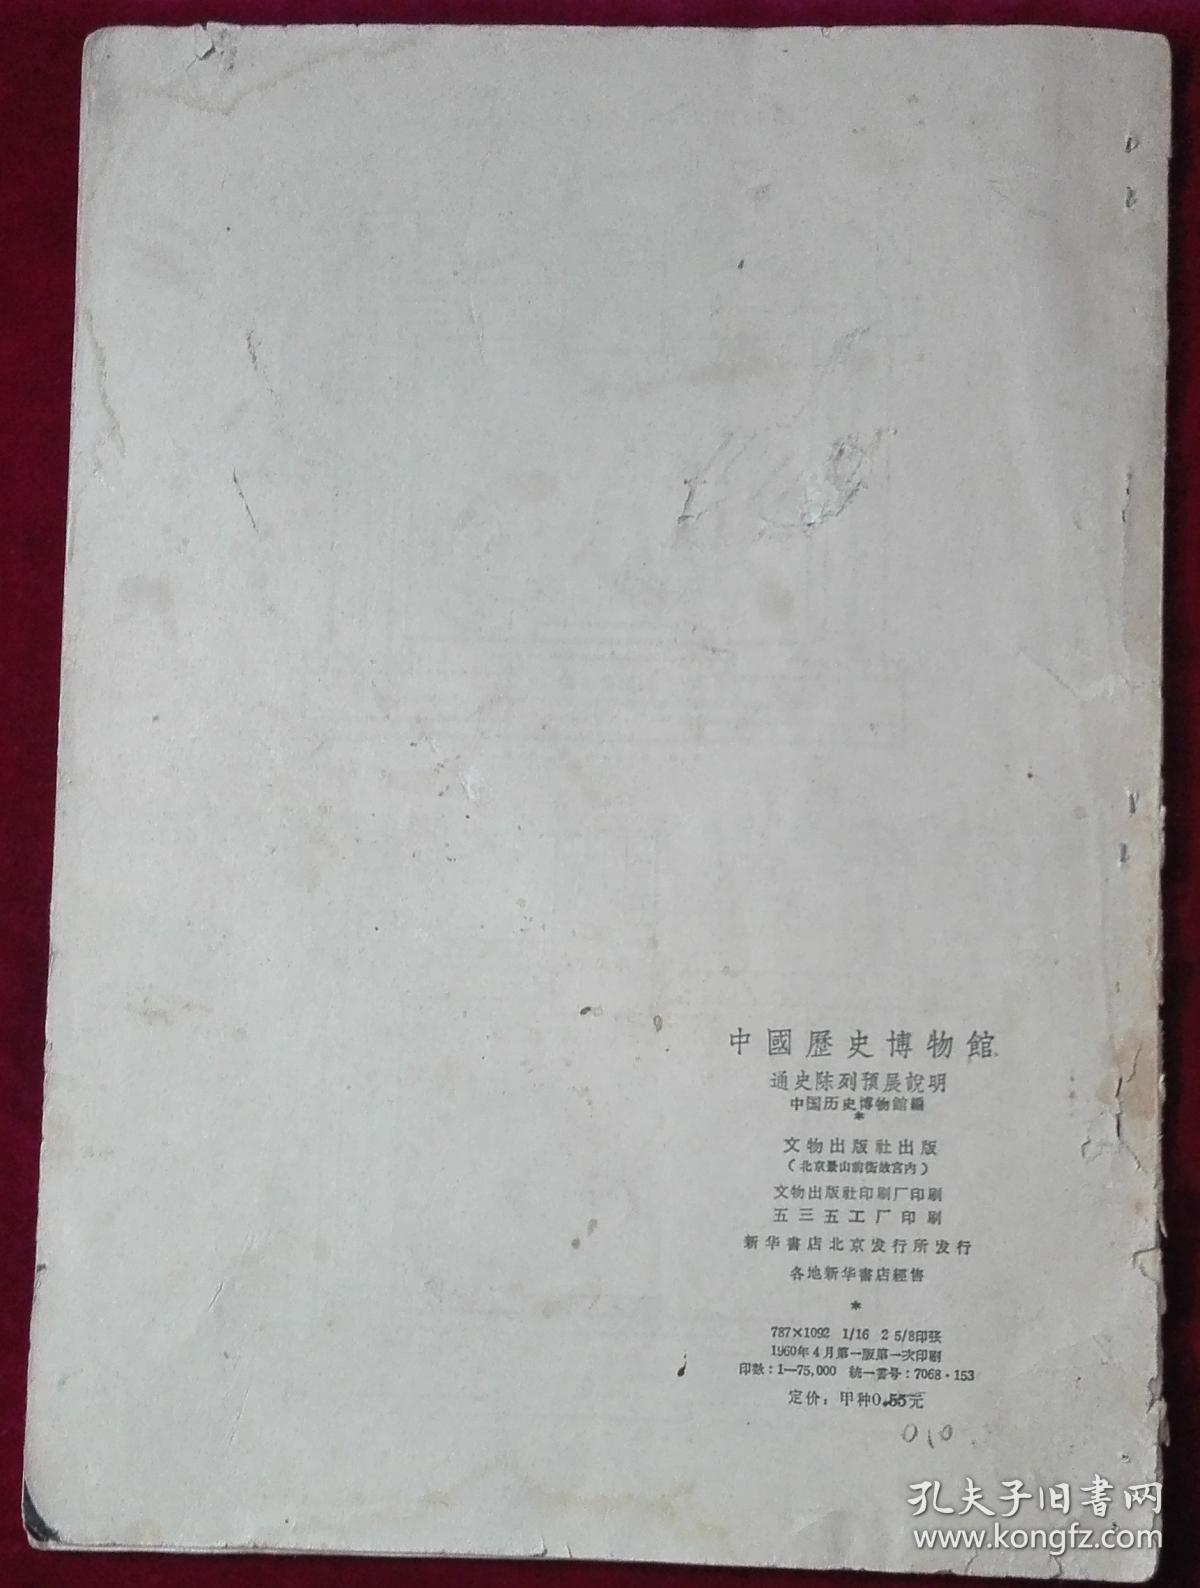 中國歷史博物館
通史陈列預展說明
中国历史博物館編
*
文物出版社出版
(北京景山前街故宮內)
文物出版社印刷厂印刷
五三五工厂印刷
新华書店北京发行所发行
各地新华書店經售
*
787×1092 1/16 2 5/8印张
1960年4月第一版第一次印刷
印数:1—75,000 統一書号:7068·153
定价:甲种0.55元
010
孔夫子旧書网
www.kongfz.com